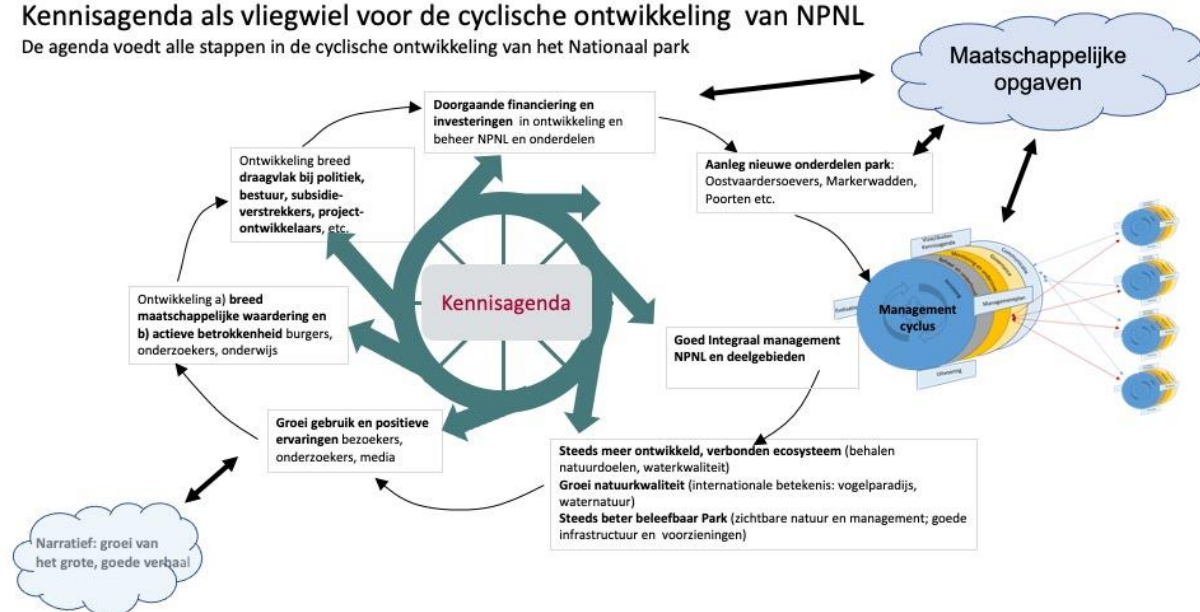 Kennisagenda als vliegwiel voor de cyclische ontwikkeling van NPNL
De agenda voedt alle stappen in de cyclische ontwikkeling van het Nationaal park
Maatschappelijke
opgaven
Doorgaande financiering en
investeringen in ontwikkeling en
beheer NPNL en onderdelen
Aanleg nieuwe onderdelen park:
Oostvaardersoevers, Markerwadden,
Poorten etc.
Ontwikkeling breed
draagvlak bij politiek,
bestuur, subsidie-
verstrekkers, project-
ontwikkelaars, etc.
Kennisagenda
Ontwikkeling a) breed
maatschappelijke waardering en
b) actieve betrokkenheid burgers,
onderzoekers, onderwijs
Management
cyclus
Managementplan
Kennisagenda
Uitvoering
Goed Integraal management
NPNL en deelgebieden
Groei gebruik en positieve
ervaringen bezoekers,
onderzoekers, media
Steeds meer ontwikkeld, verbonden ecosysteem (behalen
natuurdoelen, waterkwaliteit)
Groei natuurkwaliteit (internationale betekenis: vogelparadijs,
waternatuur)
Steeds beter beleefbaar Park (zichtbare natuur en management; goede
infrastructuur en voorzieningen)
Narratief: groei van
het grote, goede verhaal